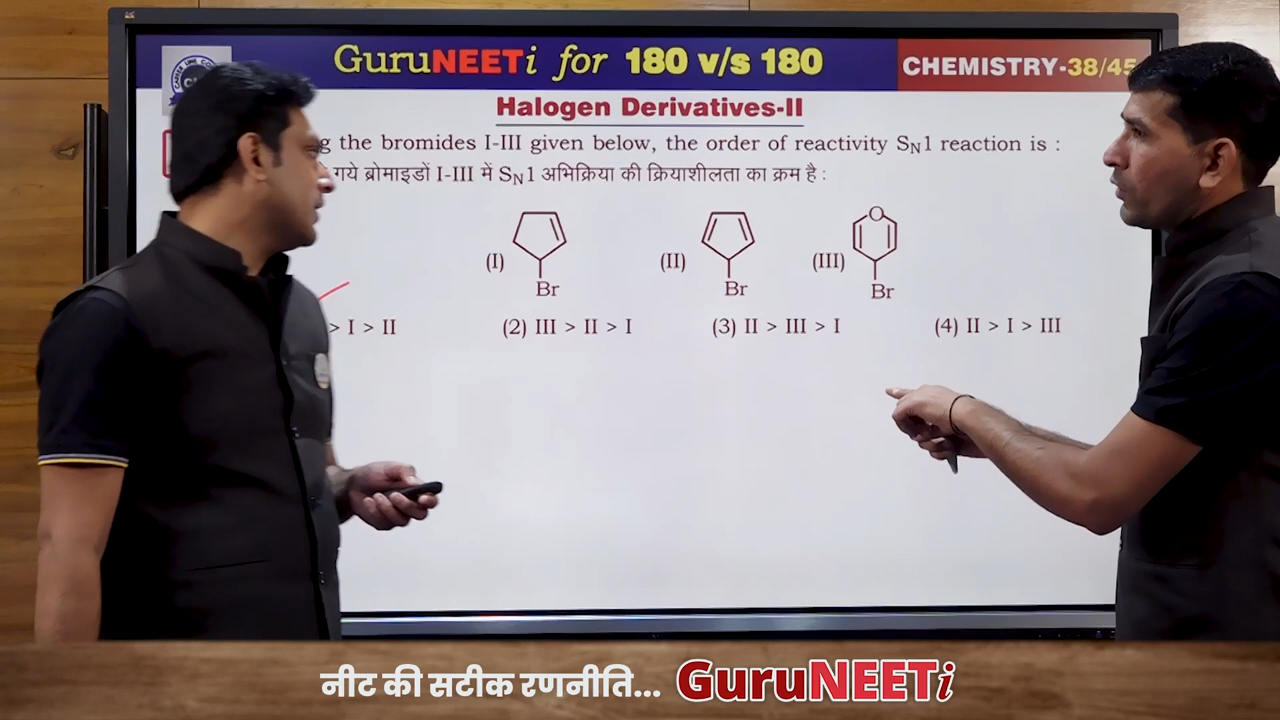 GuruNEETi for 180 v/s 180
CHEMISTRY-38/45
Halogen Derivatives-II
the bromides I-III given below, the order of reactivity SN1 reaction is :
गये ब्रोमाइडों I-III में SN1 अभिक्रिया की क्रियाशीलता का क्रम है :
O
(I) (II) (III)
Br Br Br
> I > II (2) III > II > I (3) II > III > I (4) II > I > III
नीट की सटीक रणनीति... GuruNEETi